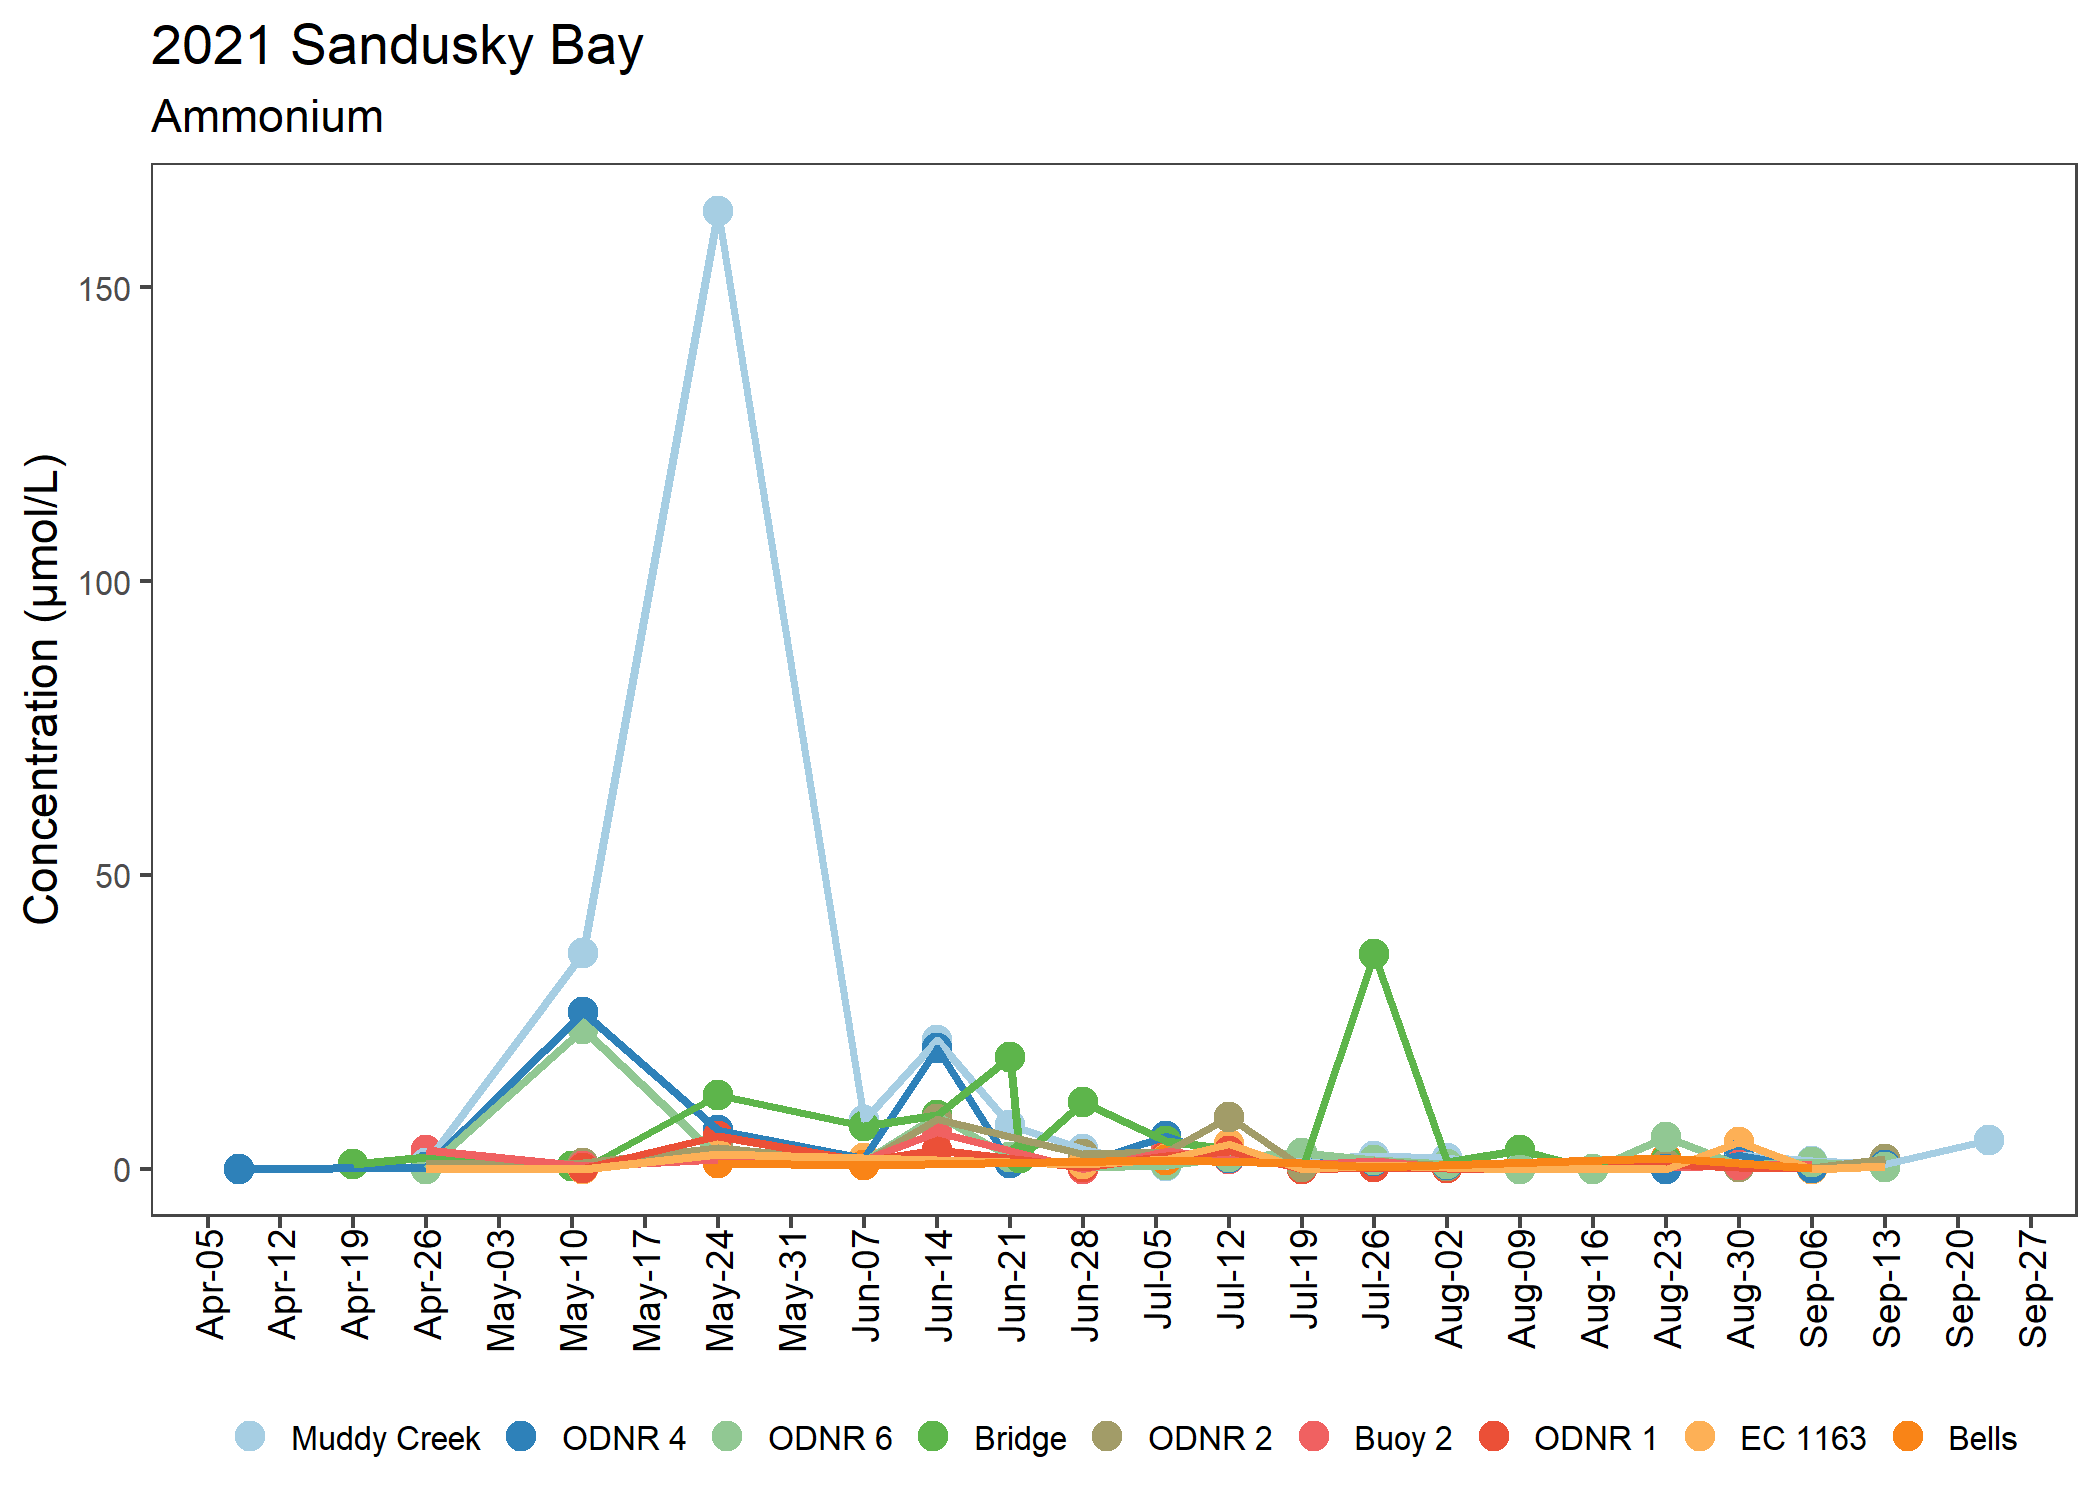 2021 Sandusky Bay
Ammonium
Concentration (µmol/L)
150
100
50
0
Apr-05
Apr-12
Apr-19
Apr-26
May-03
May-10
May-17
May-24
May-31
Jun-07
Jun-14
Jun-21
Jun-28
Jul-05
Jul-12
Jul-19
Jul-26
Aug-02
Aug-09
Aug-16
Aug-23
Aug-30
Sep-06
Sep-13
Sep-20
Sep-27
Muddy Creek ODNR 4 ODNR 6 Bridge ODNR 2 Buoy 2 ODNR 1 EC 1163 Bells